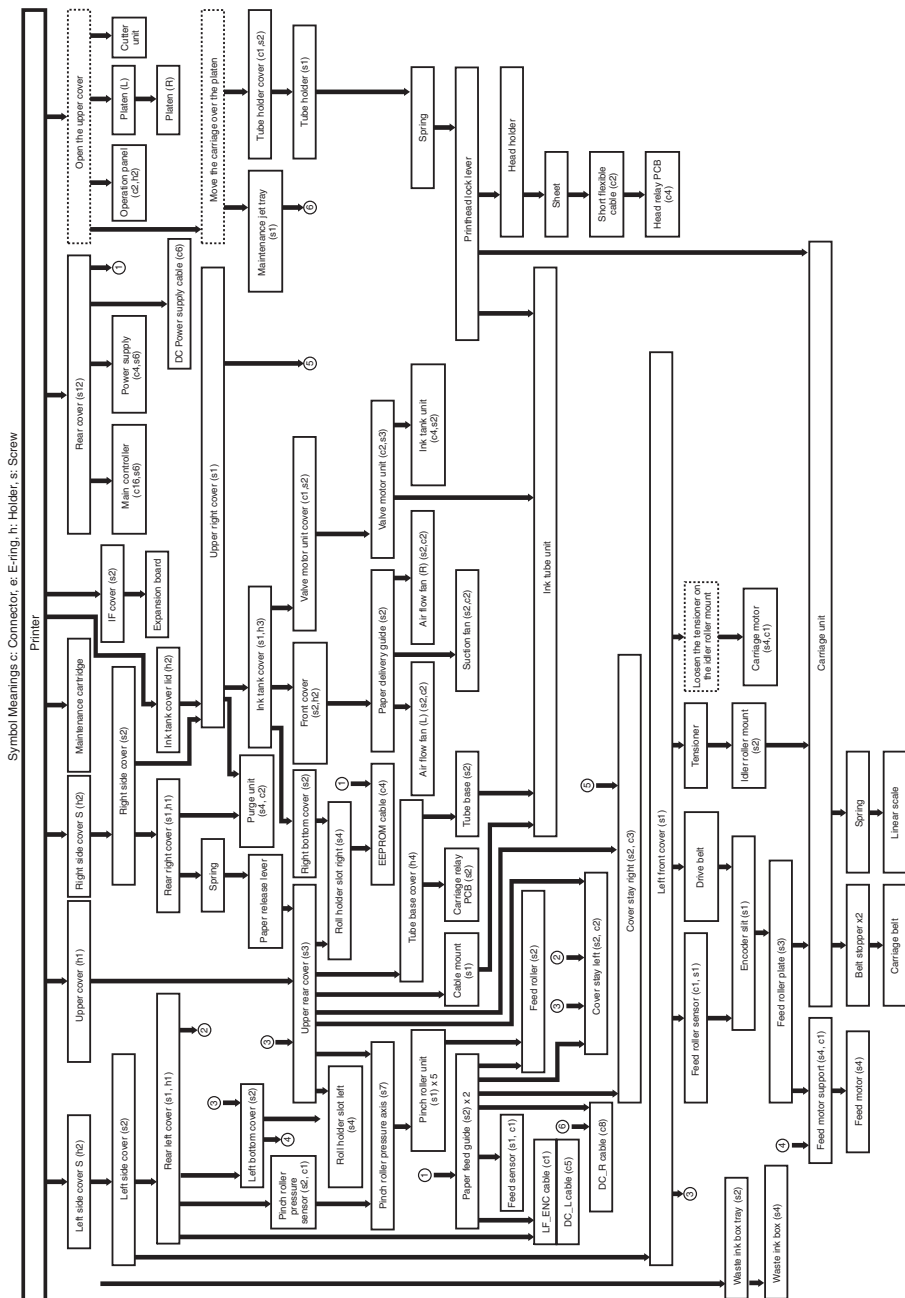 Symbol Meanings c: Connector, e: E-ring, h: Holder, s: Screw
Printer
Left side cover S (h2)
Upper cover (h1)
Right side cover S (h2)
Maintenance cartridge
IF cover (s2)
Expansion board
Rear cover (s12)
Main controller
(c16,s6)
Power supply
(c4,s6)
DC Power supply cable (c6)
1
Open the upper cover
Operation panel
(c2,h2)
Platen (L)
Platen (R)
Cutter
unit
Left side cover (s2)
Right side cover (s2)
Ink tank cover lid (h2)
Rear left cover (s1, h1)
2
Rear right cover (s1,h1)
Spring
Paper release lever
Purge unit
(s4, c2)
Upper right cover (s1)
5
Move the carriage over the platen
Maintenance jet tray
(s1)
6
Tube holder cover (c1,s2)
Tube holder (s1)
3
Left bottom cover (s2)
4
Pinch roller
pressure
sensor (s2, c1)
3
Upper rear cover (s3)
Roll holder slot left
(s4)
Right bottom cover (s2)
Roll holder slot right (s4)
1
EEPROM cable (c4)
Ink tank cover (s1,h3)
Front cover
(s2,h2)
Valve motor unit cover (c1,s2)
Pinch roller pressure axis (s7)
Pinch roller unit
(s1) x 5
Paper delivery guide (s2)
Air flow fan (L) (s2,c2)
Air flow fan (R) (s2,c2)
Suction fan (s2,c2)
Valve motor unit (c2,s3)
Ink tank unit
(c4,s2)
Spring
Printhead lock lever
Head holder
Sheet
Short flexible
cable (c2)
Head relay PCB
(c4)
Tube base cover (h4)
Cable mount
(s1)
Carriage relay
PCB (s2)
Tube base (s2)
1
Paper feed guide (s2) x 2
Feed sensor (s1, c1)
LF_ENC cable (c1)
DC_L cable (c5)
6
DC_R cable (c8)
Feed roller (s2)
3
2
Cover stay left (s2, c2)
Ink tube unit
5
Cover stay right (s2, c3)
Left front cover (s1)
3
Feed roller sensor (c1, s1)
Drive belt
Encoder slit (s1)
Feed roller plate (s3)
Tensioner
Idler roller mount
(s2)
Loosen the tensioner on
the idler roller mount
Carriage motor
(s4,c1)
Waste ink box tray (s2)
Waste ink box (s4)
4
Feed motor support (s4, c1)
Feed motor (s4)
Carriage unit
Belt stopper x2
Carriage belt
Spring
Linear scale